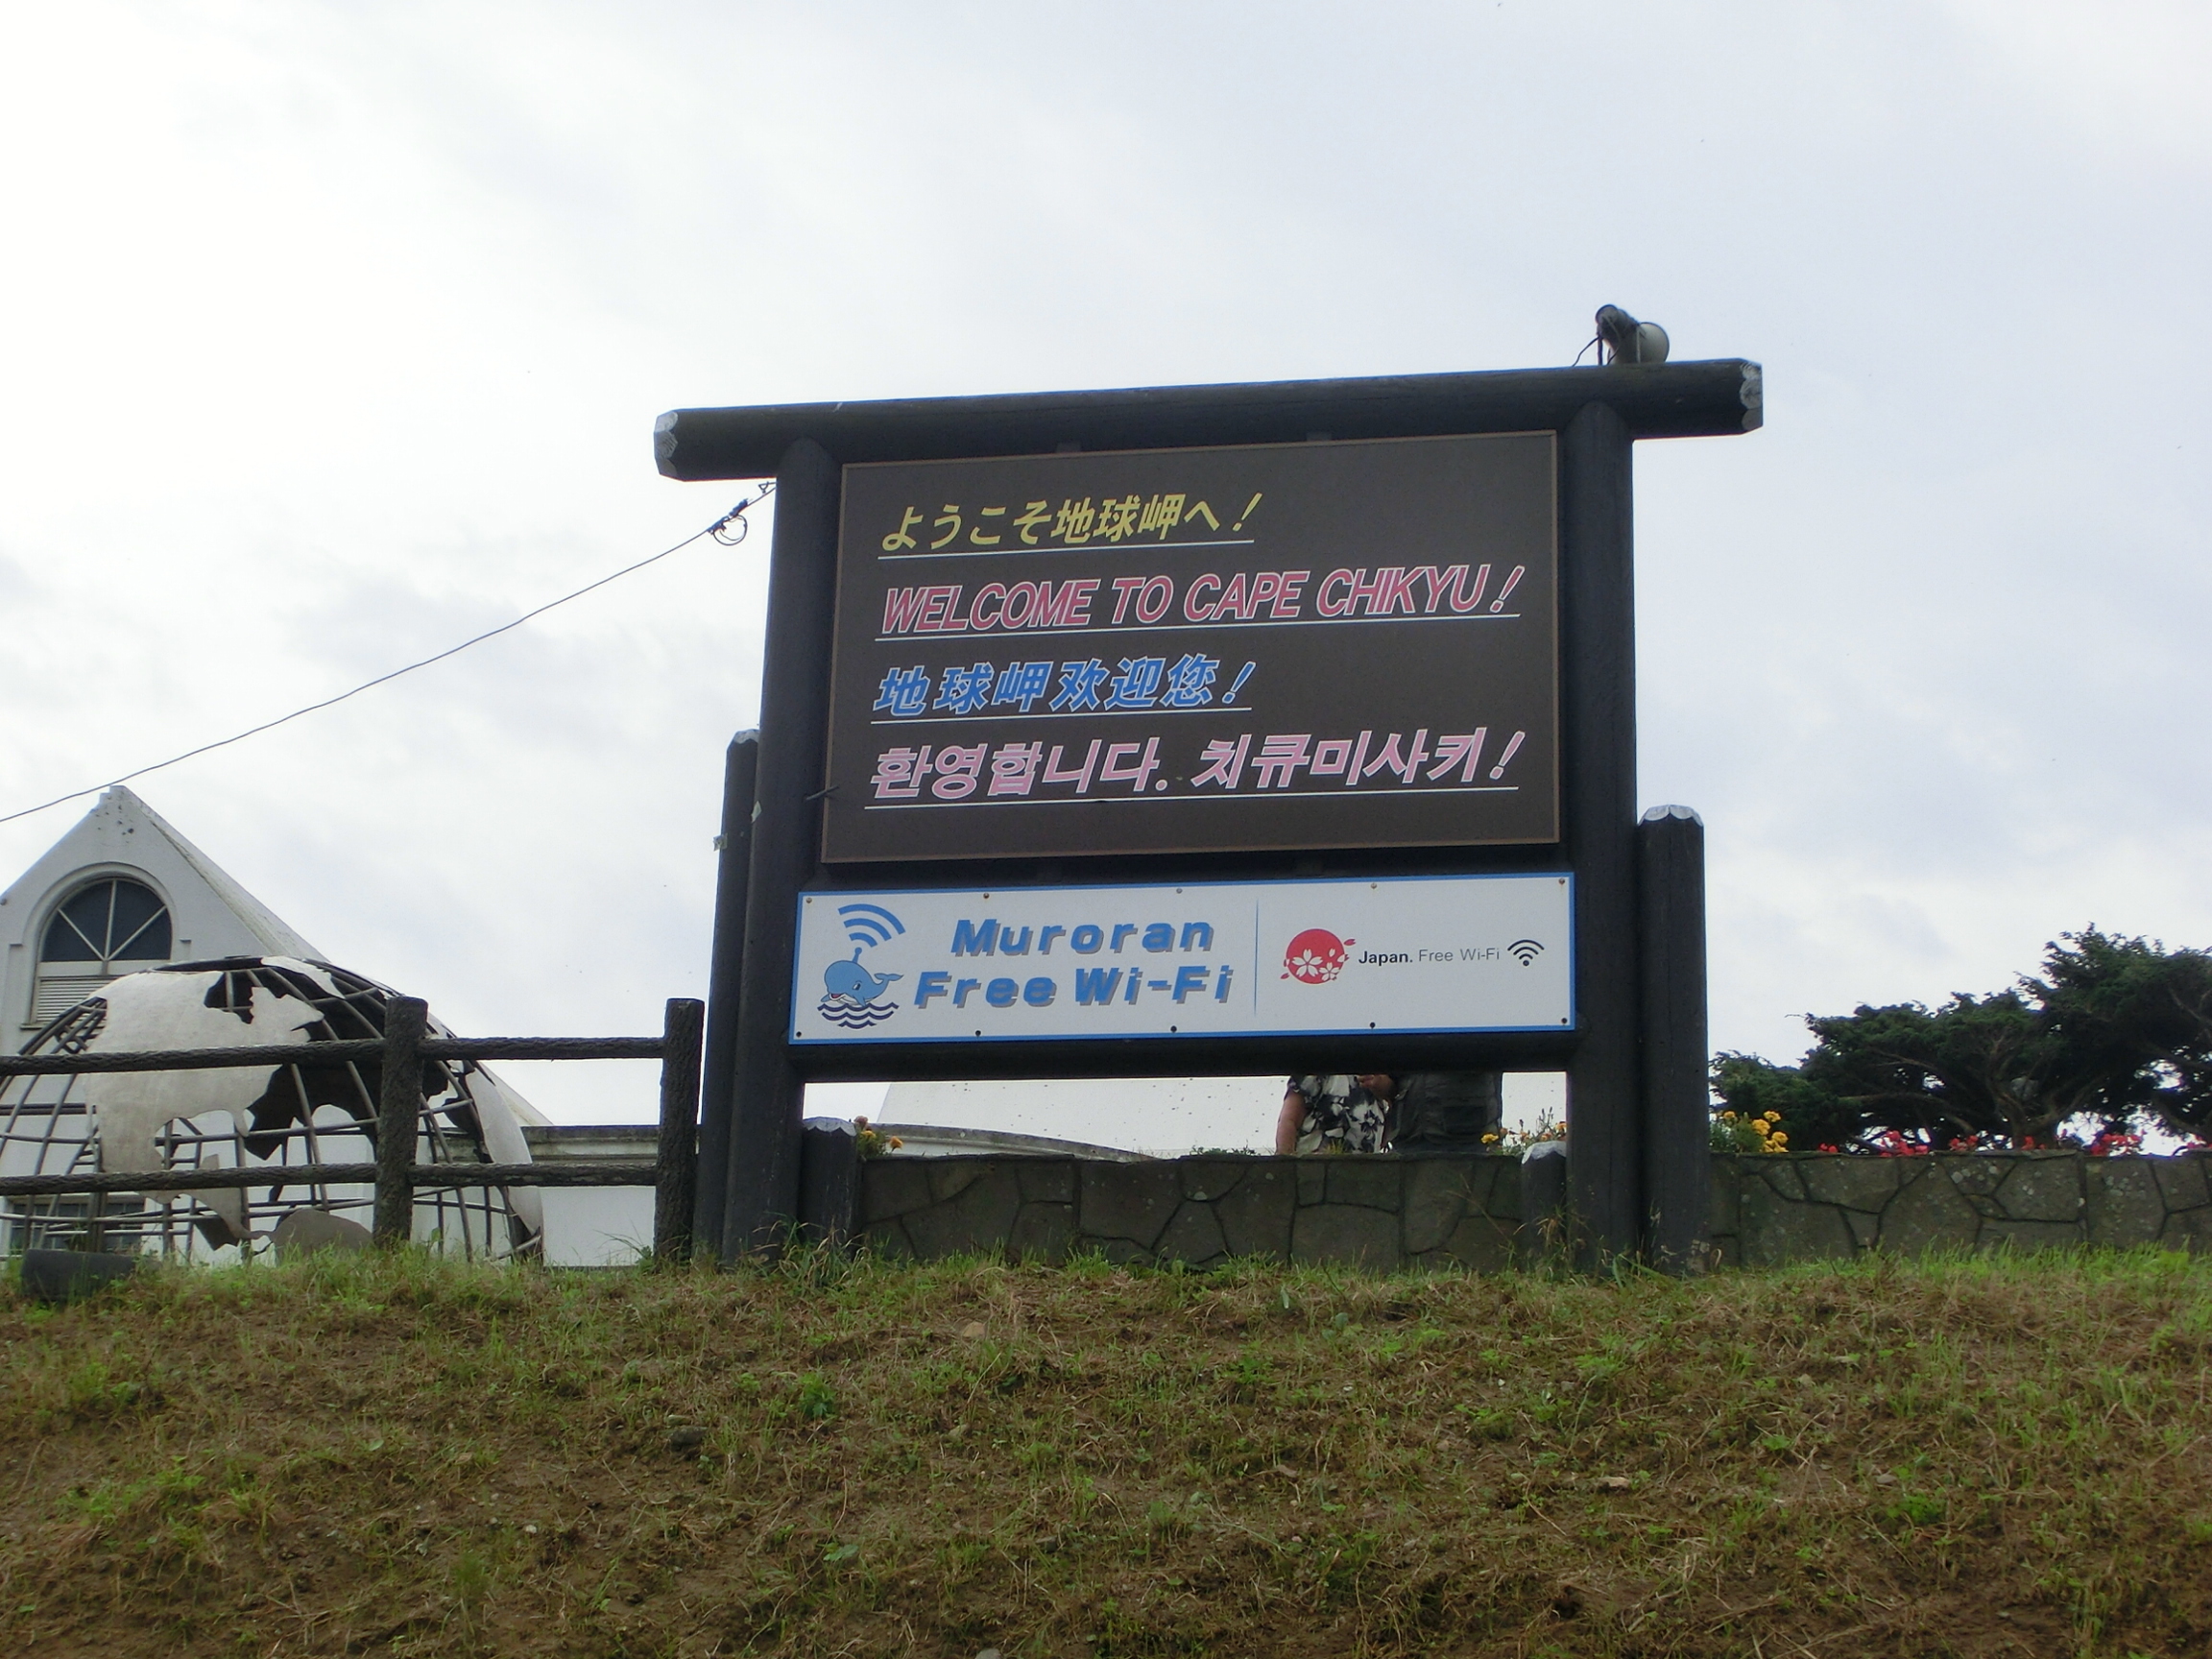 ようこそ地球岬へ!
WELCOME TO CAPE CHIKYU!
地球岬欢迎您!
환영합니다. 치큐미사키!
Muroran
Free Wi-Fi
Japan. Free Wi-Fi